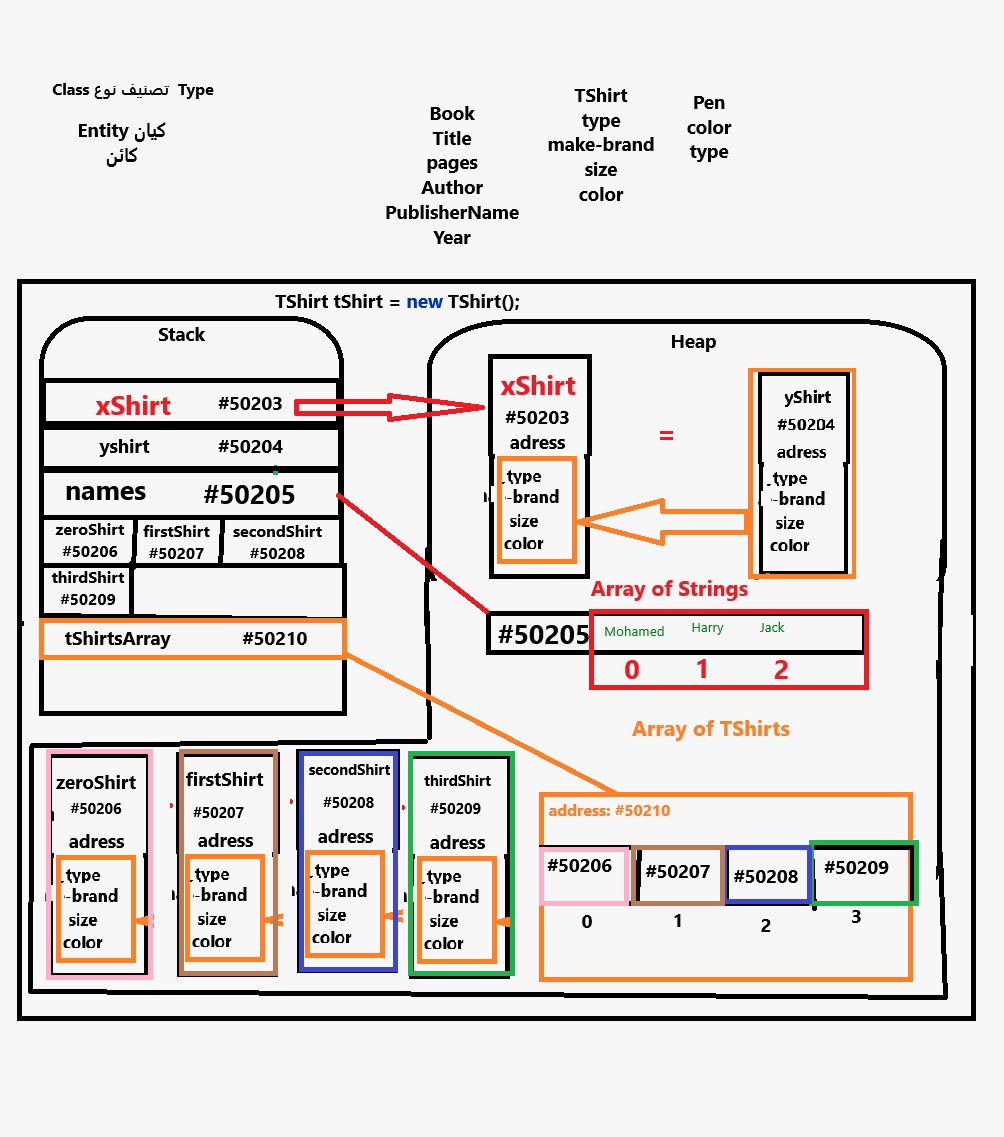 Class تصنيف نوع Type
Entity كيان
كائن
Book
Title
pages
Author
PublisherName
Year
TShirt
type
make-brand
size
color
Pen
color
type
TShirt tShirt = new TShirt();
Stack
xShirt #50203
yshirt #50204
names #50205
zeroShirt
#50206
firstShirt
#50207
secondShirt
#50208
thirdShirt
#50209
tShirtsArray #50210
Heap
xShirt
#50203
adress
type
-brand
size
color
=
yShirt
#50204
adress
type
-brand
size
color
Array of Strings
#50205 Mohamed Harry Jack
0 1 2
Array of TShirts
zeroShirt
#50206
adress
type
-brand
size
color
firstShirt
#50207
adress
type
-brand
size
color
secondShirt
#50208
adress
type
-brand
size
color
thirdShirt
#50209
adress
type
-brand
size
color
address: #50210
#50206 #50207 #50208 #50209
0 1 2 3